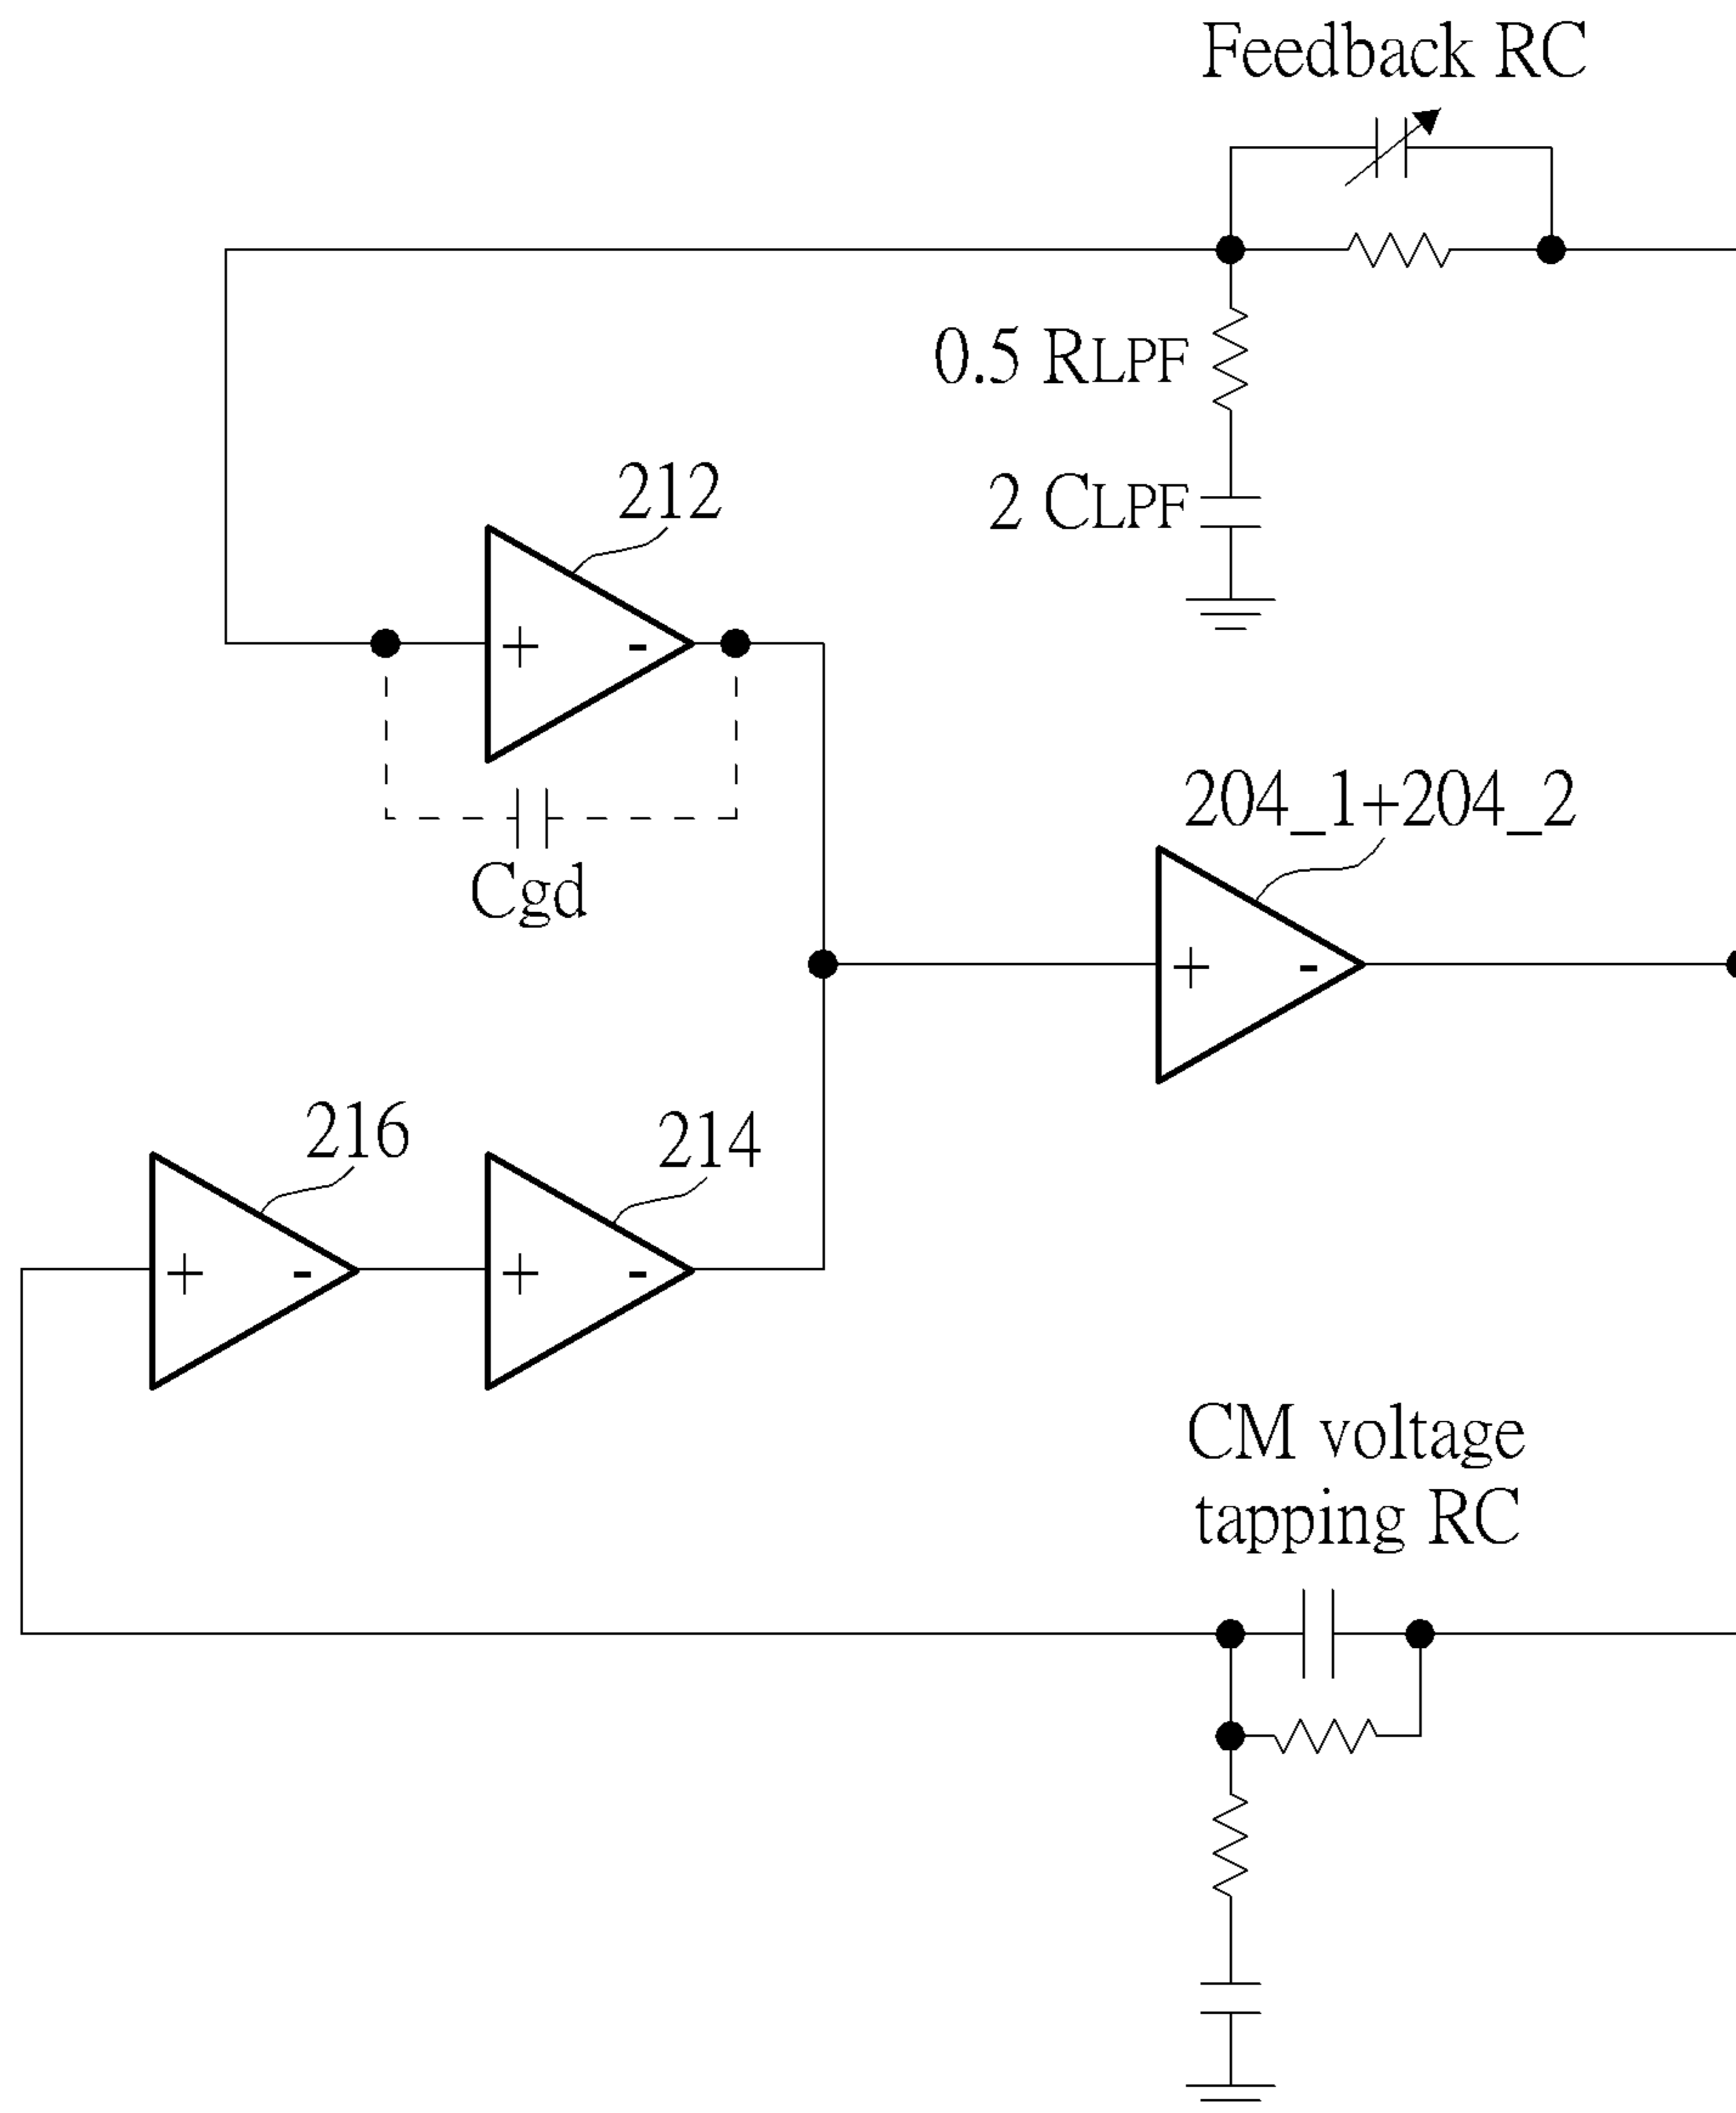 Feedback RC
0.5 RLPF
2 CLPF
212
+ -
Cgd
204_1+204_2
+ -
216
214
+ -
+ -
CM voltage
tapping RC